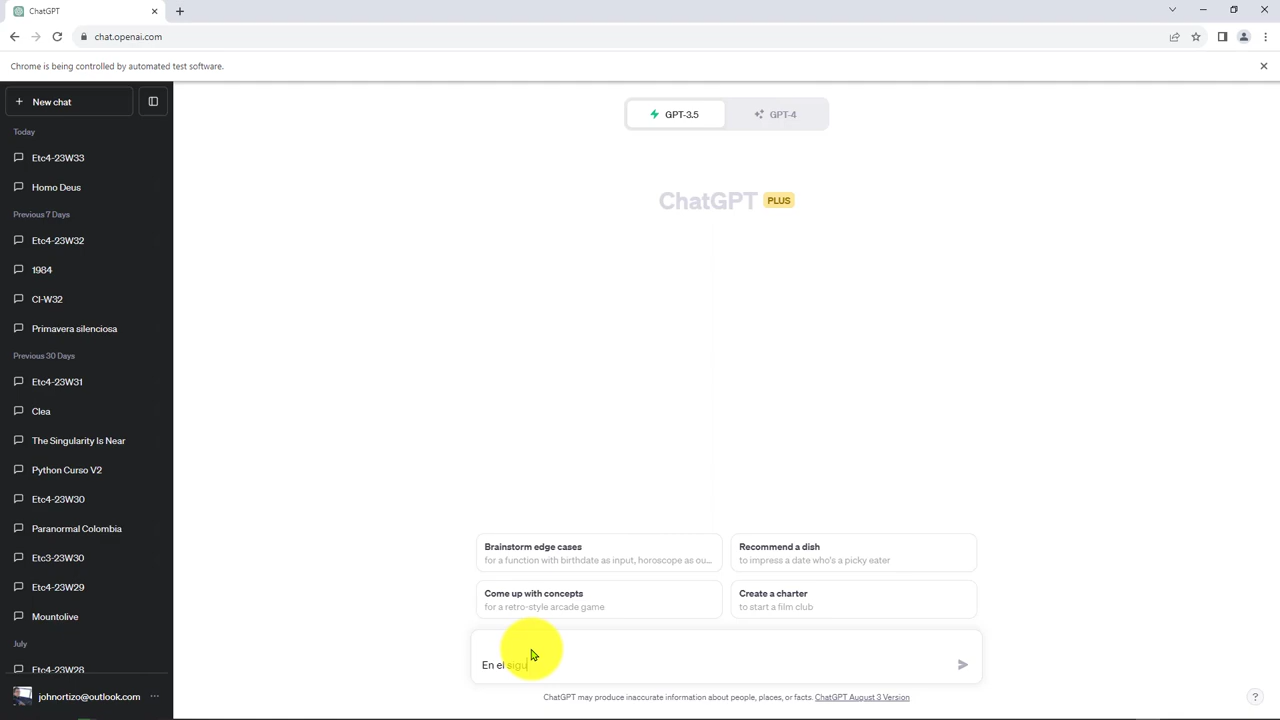 ChatGPT
chat.openai.com
Chrome is being controlled by automated test software.
New chat
Today
Etc4-23W33
Homo Deus
Previous 7 Days
Etc4-23W32
1984
CI-W32
Primavera silenciosa
Previous 30 Days
Etc4-23W31
Clea
The Singularity Is Near
Python Curso V2
Etc4-23W30
Paranormal Colombia
Etc3-23W30
Etc4-23W29
Mountolive
July
Etc4-23W28
johnortizo@outlook.com
GPT-3.5
GPT-4
ChatGPT PLUS
Brainstorm edge cases
for a function with birthdate as input, horoscope as ou...
Recommend a dish
to impress a date who's a picky eater
Come up with concepts
for a retro-style arcade game
Create a charter
to start a film club
En el sigu
ChatGPT may produce inaccurate information about people, places, or facts. ChatGPT August 3 Version
?